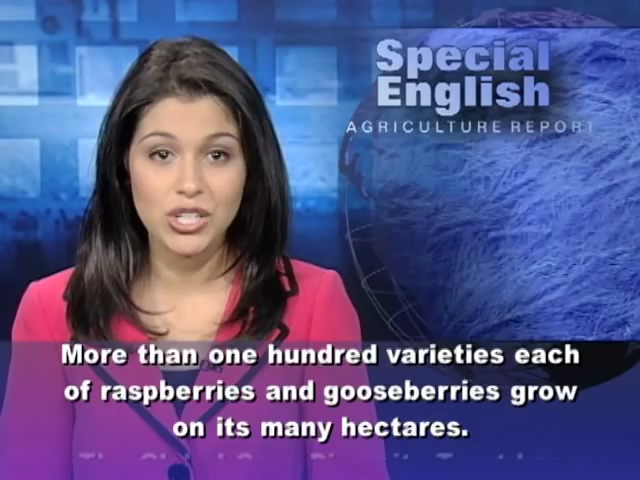 Special
English
AGRICULTURE REPORT
More than one hundred varieties each
of raspberries and gooseberries grow
on its many hectares.